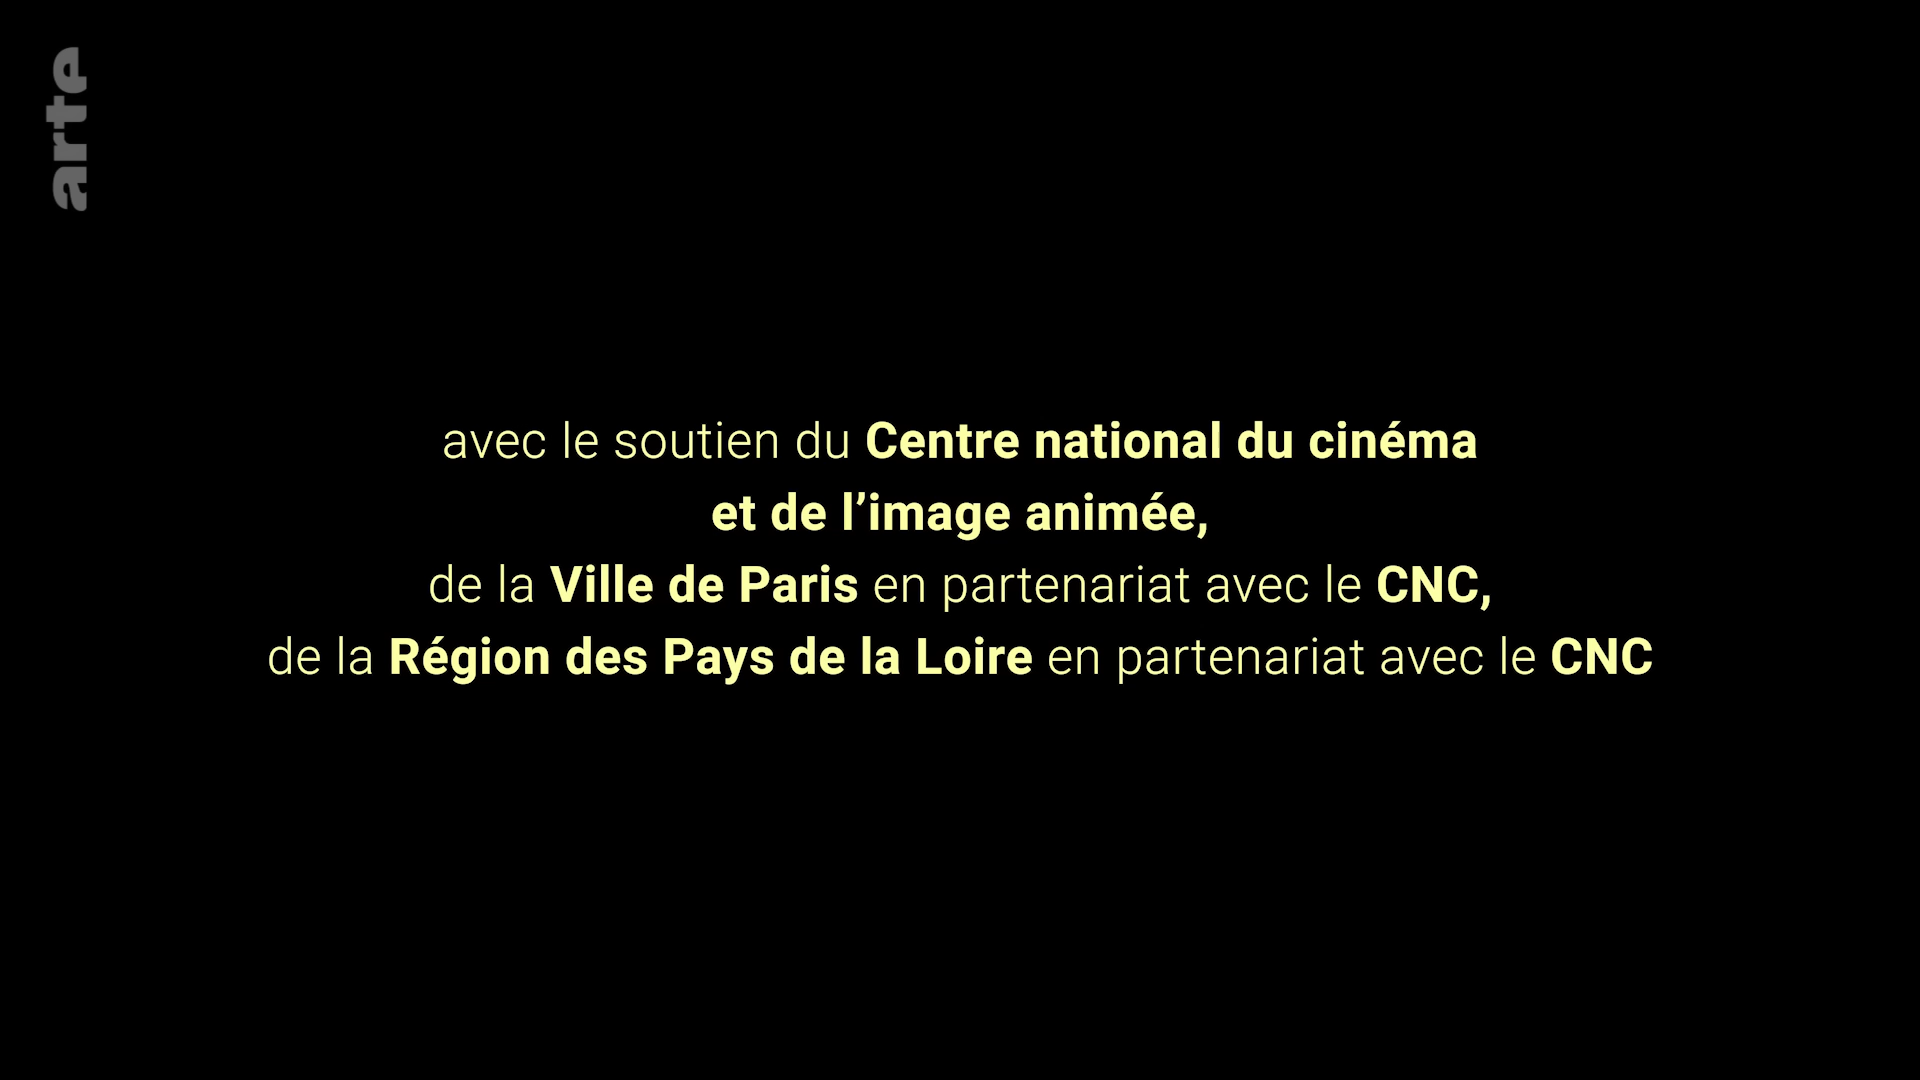 arte
avec le soutien du Centre national du cinéma
et de l’image animée,
de la Ville de Paris en partenariat avec le CNC,
de la Région des Pays de la Loire en partenariat avec le CNC